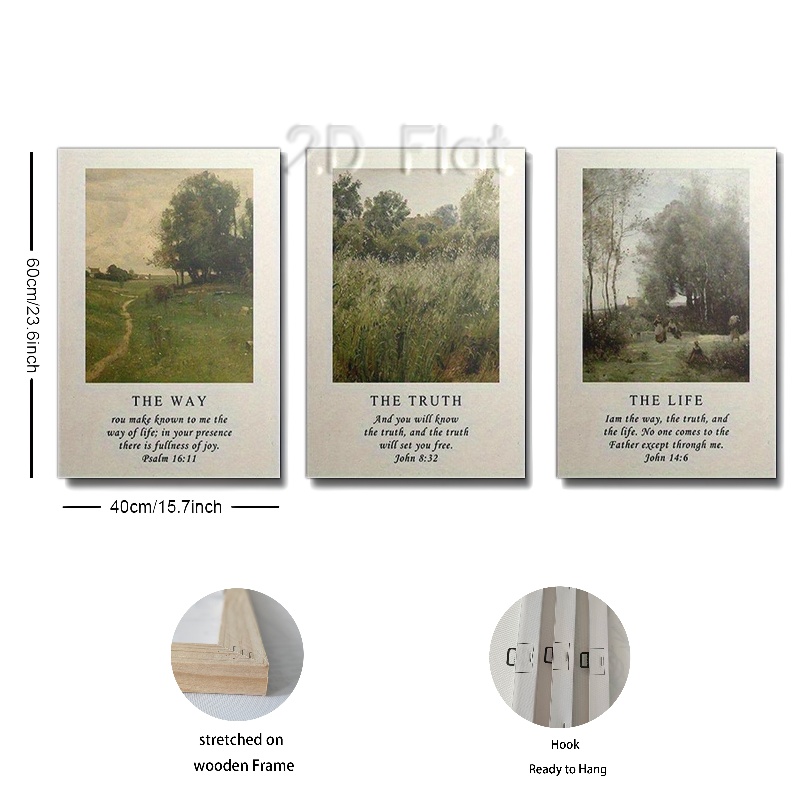 2D Flat
60cm/23.6inch
THE WAY
rou make known to me the
way of life; in your presence
there is fullness of joy.
Psalm 16:11
THE TRUTH
And you will know
the truth, and the truth
will set you free.
John 8:32
THE LIFE
Iam the way, the truth, and
the life. No one comes to the
Father except throngh me.
John 14:6
40cm/15.7inch
stretched on
wooden Frame
Hook
Ready to Hang